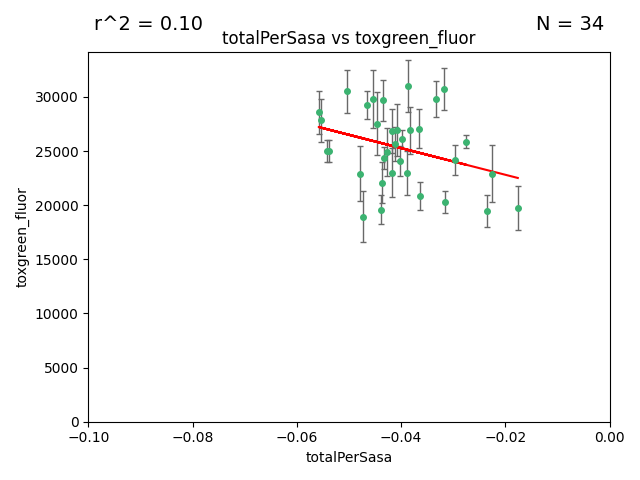 r^2 = 0.10
N = 34
totalPerSasa vs toxgreen_fluor
toxgreen_fluor
30000
25000
20000
15000
10000
5000
0
−0.10
−0.08
−0.06
−0.04
−0.02
0.00
totalPerSasa